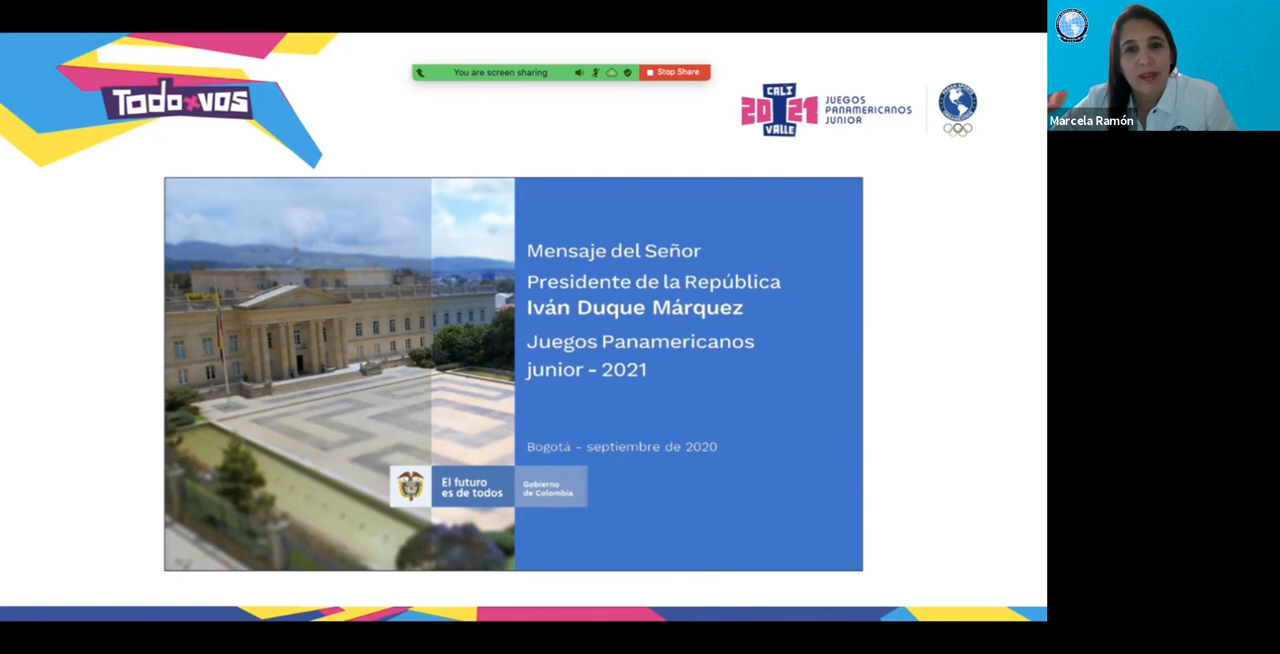 Todo x vos
You are screen sharing
Stop Share
CALI
2021
VALLE
JUEGOS
PANAMERICANOS
JUNIOR
Marcela Ramón
Mensaje del Señor
Presidente de la República
Iván Duque Márquez
Juegos Panamericanos
junior - 2021
Bogotá - septiembre de 2020
El futuro
es de todos
Gobierno
de Colombia